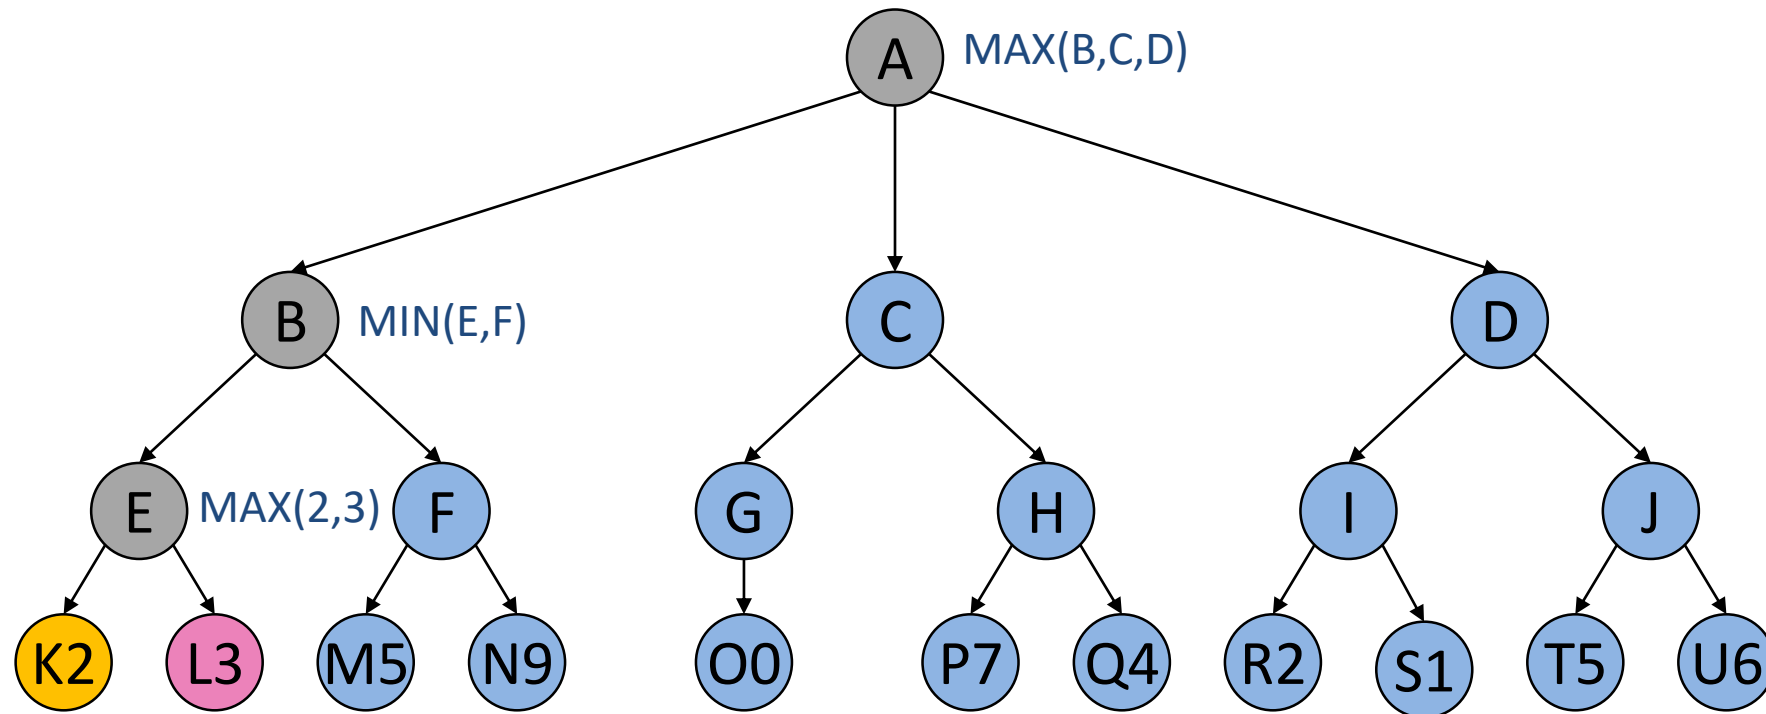 A MAX(B,C,D)
B MIN(E,F) C D
E MAX(2,3) F G H I J
K2 L3 M5 N9 O0 P7 Q4 R2 S1 T5 U6